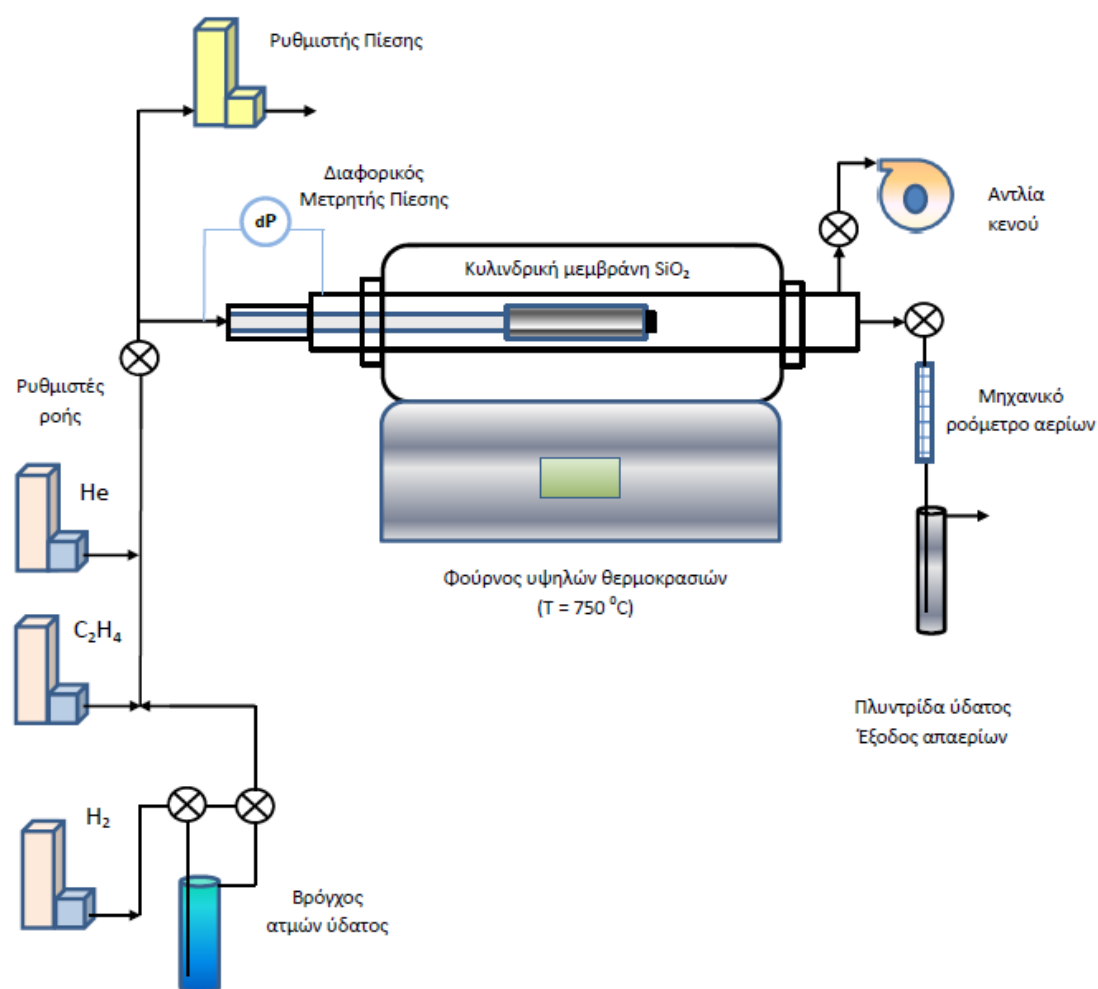 Ρυθμιστής Πίεσης
Διαφορικός
Μετρητής Πίεσης
dP
Αντλία
κενού
Κυλινδρική μεμβράνη SiO₂
Ρυθμιστές
ροής
Μηχανικό
ροόμετρο αερίων
He
Φούρνος υψηλών θερμοκρασιών
(T = 750 ⁰C)
C₂H₄
Πλυντρίδα ύδατος
Έξοδος απαερίων
H₂
Βρόγχος
ατμών ύδατος